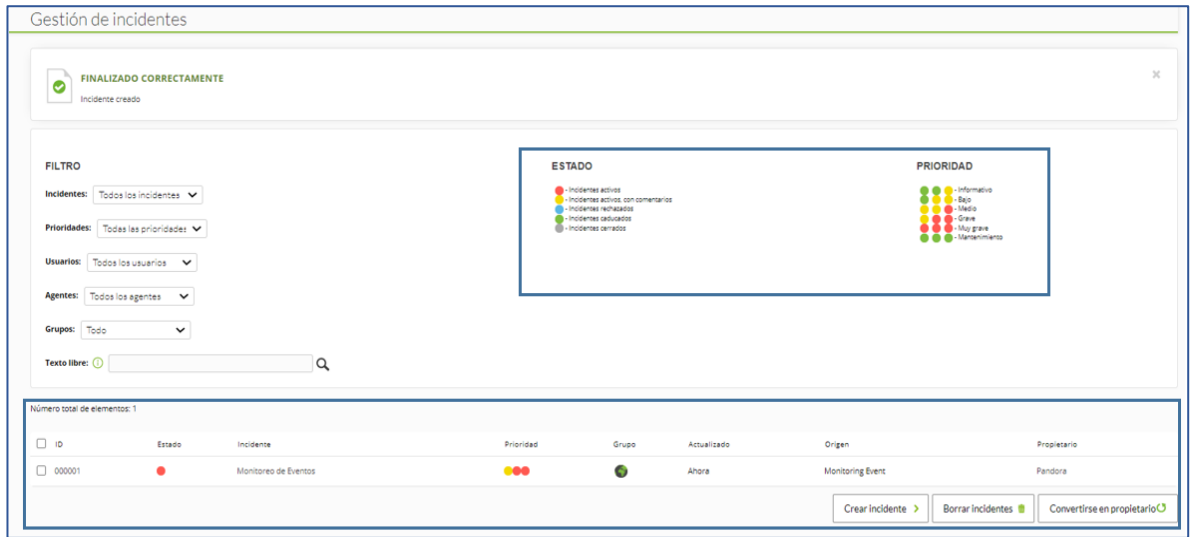 Gestión de incidentes
FINALIZADO CORRECTAMENTE
Incidente creado
FILTRO
Incidentes: Todos los incidentes
Prioridades: Todas las prioridades
Usuarios: Todos los usuarios
Agentes: Todos los agentes
Grupos: Todo
Texto libre:
ESTADO
- Incidentes activos
- Incidentes activos, con comentarios
- Incidentes rechazados
- Incidentes caducados
- Incidentes cerrados
PRIORIDAD
- Informativo
- Bajo
- Medio
- Grave
- Muy grave
- Mantenimiento
Número total de elementos: 1
ID Estado Incidente Prioridad Grupo Actualizado Origen Propietario
000001 Monitoreo de Eventos Ahora Monitoring Event Pandora
Crear incidente Borrar incidentes Convertirse en propietario